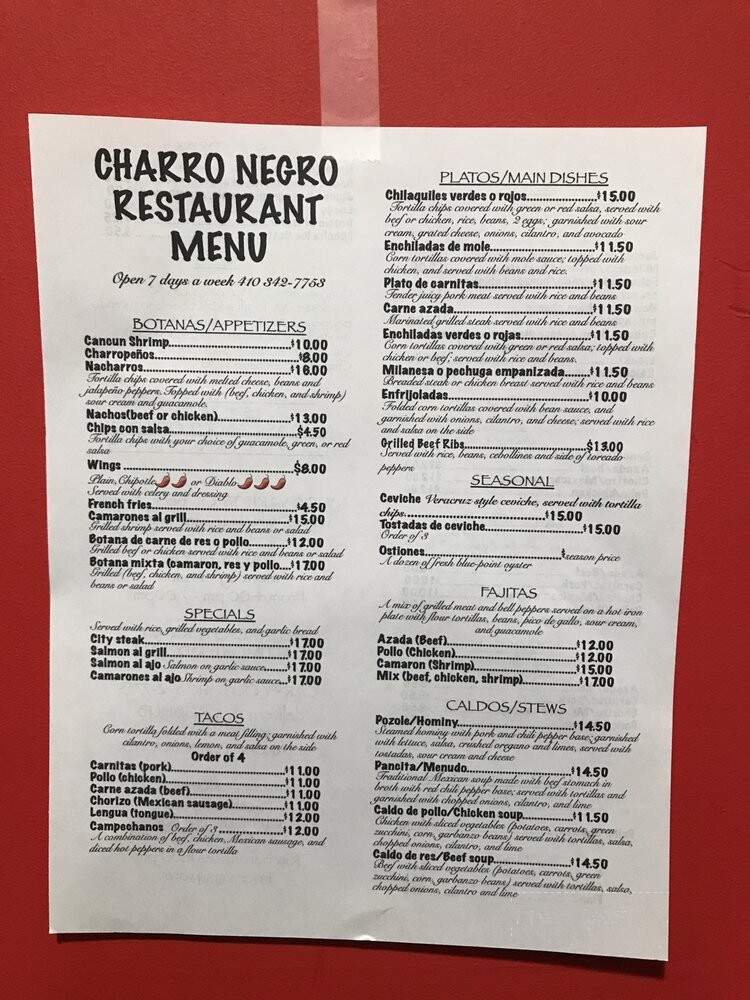 CHARRO NEGRO
RESTAURANT
MENU
Open 7 days a week 410 342-7753
BOTANAS/APPETIZERS
Cancun Shrimp....................$10.00
Charropeños....................$8.00
Nacharros....................$16.00
Tortilla chips covered with melted cheese, beans and
jalapeño peppers. Topped with (beef, chicken, and shrimp)
sour cream and guacamole.
Nachos(beef or chicken)....................$13.00
Chips con salsa....................$4.50
Tortilla chips with your choice of guacamole, green, or red
salsa
Wings ....................$8.00
Plain, Chipotle🌶🌶 or Diablo🌶🌶🌶
Served with celery and dressing
French fries....................$4.50
Camarones al grill....................$15.00
Grilled shrimp served with rice and beans or salad
Botana de carne de res o pollo..........$12.00
Grilled beef or chicken served with rice and beans or salad
Botana mixta (camaron, res y pollo....$17.00
Grilled (beef, chicken, and shrimp) served with rice and
beans or salad
SPECIALS
Served with rice, grilled vegetables, and garlic bread
City steak....................$17.00
Salmon al grill....................$17.00
Salmon al ajo Salmon on garlic sauce.......$17.00
Camarones al ajo Shrimp on garlic sauce...$17.00
TACOS
Corn tortilla folded with a meat filling; garnished with
cilantro, onions, lemon, and salsa on the side
Order of 4
Carnitas (pork)....................$11.00
Pollo (chicken)....................$11.00
Carne azada (beef)....................$11.00
Chorizo (Mexican sausage)....................$11.00
Lengua (tongue)....................$12.00
Campechanos Order of 3....................$12.00
A combination of beef, chicken, Mexican sausage, and
diced hot peppers in a flour tortilla
PLATOS/MAIN DISHES
Chilaquiles verdes o rojos....................$15.00
Tortilla chips covered with green or red salsa, served with
beef or chicken, rice, beans, 2 eggs; garnished with sour
cream, grated cheese, onions, cilantro, and avocado
Enchiladas de mole....................$11.50
Corn tortillas covered with mole sauce; topped with
chicken, and served with beans and rice.
Plato de carnitas....................$11.50
Tender juicy pork meat served with rice and beans
Carne azada....................$11.50
Marinated grilled steak served with rice and beans
Enchiladas verdes o rojas....................$11.50
Corn tortillas covered with green or red salsa; topped with
chicken or beef; served with rice and beans.
Milanesa o pechuga empanizada.......$11.50
Breaded steak or chicken breast served with rice and beans
Enfrijoladas....................$10.00
Folded corn tortillas covered with bean sauce, and
garnished with onions, cilantro, and cheese; served with rice
and salsa on the side
Grilled Beef Ribs....................$13.00
Served with rice, beans, cebollines and side of toreado
peppers
SEASONAL
Ceviche Veracruz style ceviche, served with tortilla
chips....................$15.00
Tostadas de ceviche....................$15.00
Order of 3
Ostiones....................$season price
A dozen of fresh blue-point oyster
FAJITAS
A mix of grilled meat and bell peppers served on a hot iron
plate with flour tortillas, beans, pico de gallo, sour cream,
and guacamole
Azada (Beef)....................$12.00
Pollo (Chicken)....................$12.00
Camaron (Shrimp)....................$15.00
Mix (beef, chicken, shrimp)....................$17.00
CALDOS/STEWS
Pozole/Hominy....................$14.50
Steamed hominy with pork and chili pepper base; garnished
with lettuce, salsa, crushed oregano and limes, served with
tostadas, sour cream and cheese
Pancita/Menudo....................$14.50
Traditional Mexican soup made with beef stomach in
broth with red chili pepper base; served with tortillas and
garnished with chopped onions, cilantro, and lime
Caldo de pollo/Chicken soup..........$11.50
Chicken with sliced vegetables (potatoes, carrots, green
zucchini, corn, garbanzo beans) served with tortillas, salsa,
chopped onions, cilantro, and lime
Caldo de res/Beef soup....................$14.50
Beef with sliced vegetables (potatoes, carrots, green
zucchini, corn, garbanzo beans) served with tortillas, salsa,
chopped onions, cilantro and lime